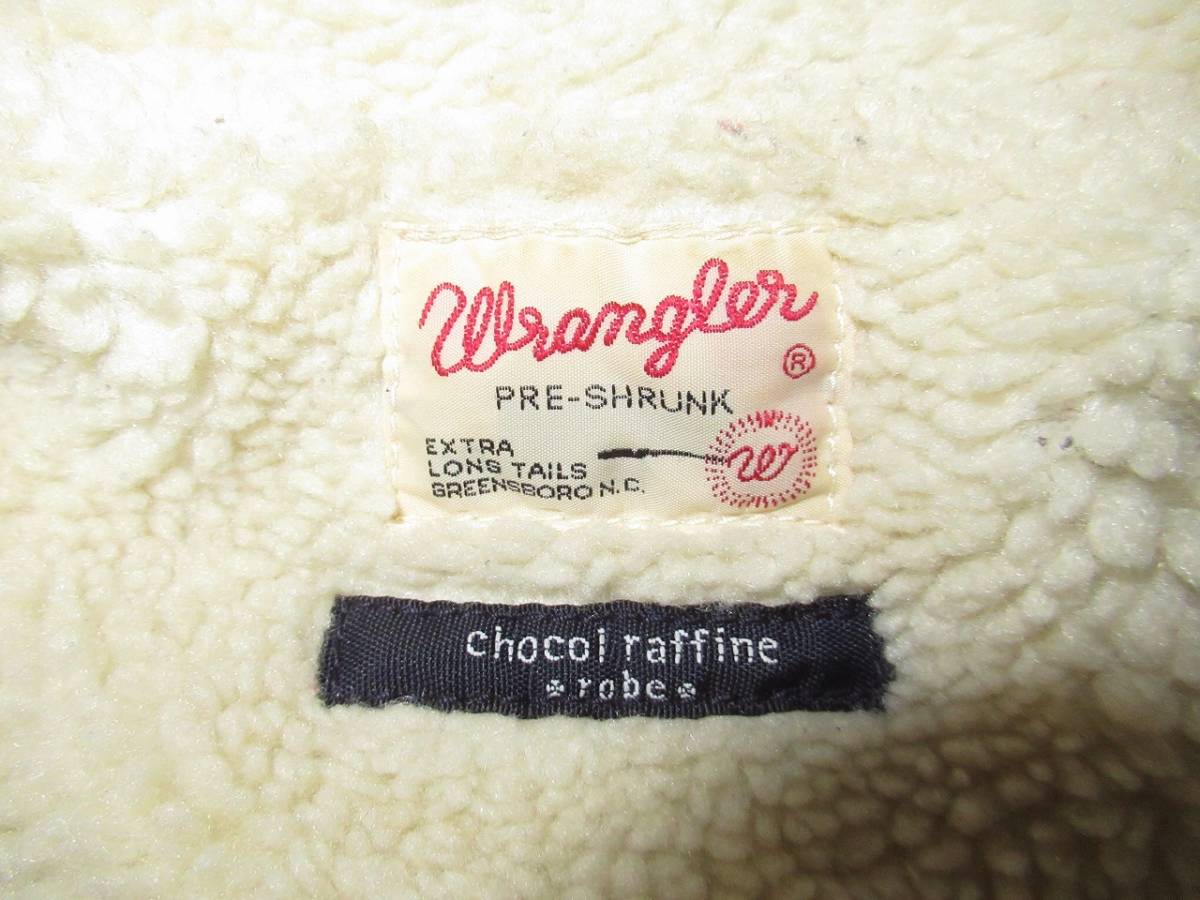 Wrangler
®
PRE-SHRUNK
EXTRA
LONG TAILS
GREENSBORO N.C.
W
chocol raffine
robe